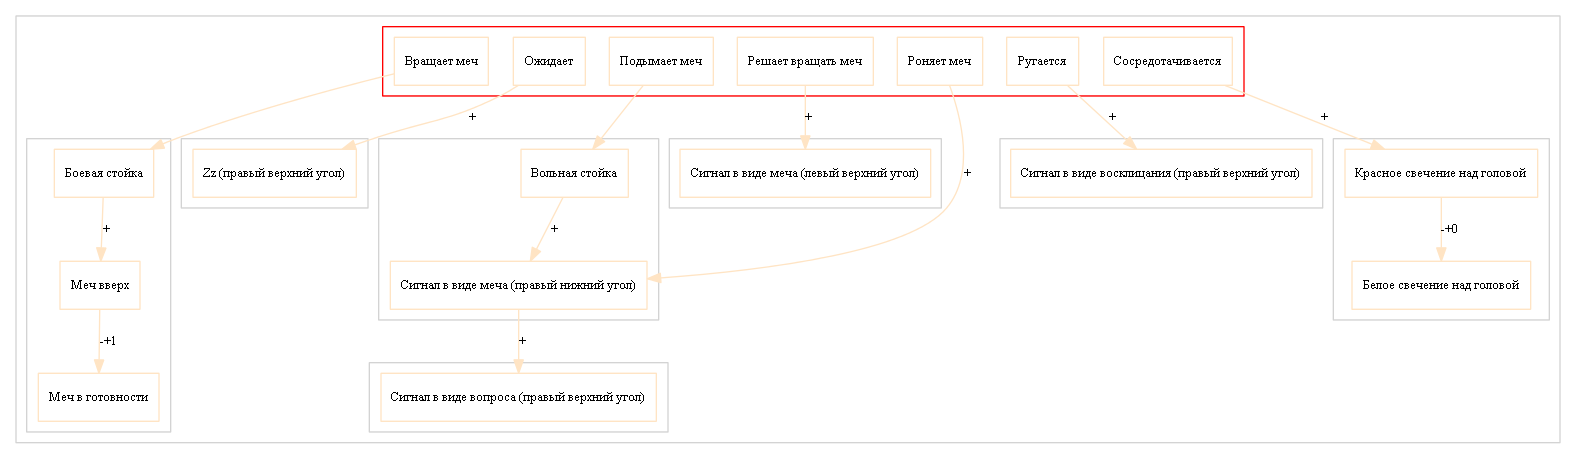 Вращает меч
Ожидает
Подымает меч
Решает вращать меч
Роняет меч
Ругается
Сосредотачивается
+
+
+
+
Боевая стойка
Zz (правый верхний угол)
Вольная стойка
Сигнал в виде меча (левый верхний угол)
+
Сигнал в виде восклицания (правый верхний угол)
Красное свечение над головой
+
+
-+0
Меч вверх
Сигнал в виде меча (правый нижний угол)
Белое свечение над головой
-+1
+
Меч в готовности
Сигнал в виде вопроса (правый верхний угол)